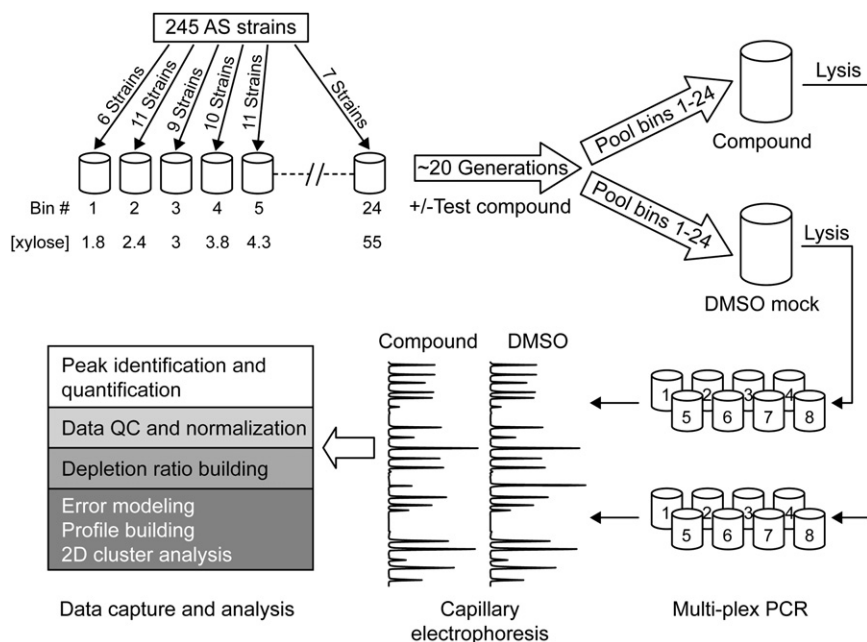 245 AS strains
6 Strains
11 Strains
9 Strains
10 Strains
11 Strains
7 Strains
Bin # 1 2 3 4 5 24
[xylose] 1.8 2.4 3 3.8 4.3 55
~20 Generations
+/-Test compound
Pool bins 1-24
Pool bins 1-24
Compound
Lysis
DMSO mock
Lysis
1 2 3 4
5 6 7 8
1 2 3 4
5 6 7 8
Multi-plex PCR
Compound DMSO
Capillary
electrophoresis
Peak identification and
quantification
Data QC and normalization
Depletion ratio building
Error modeling
Profile building
2D cluster analysis
Data capture and analysis